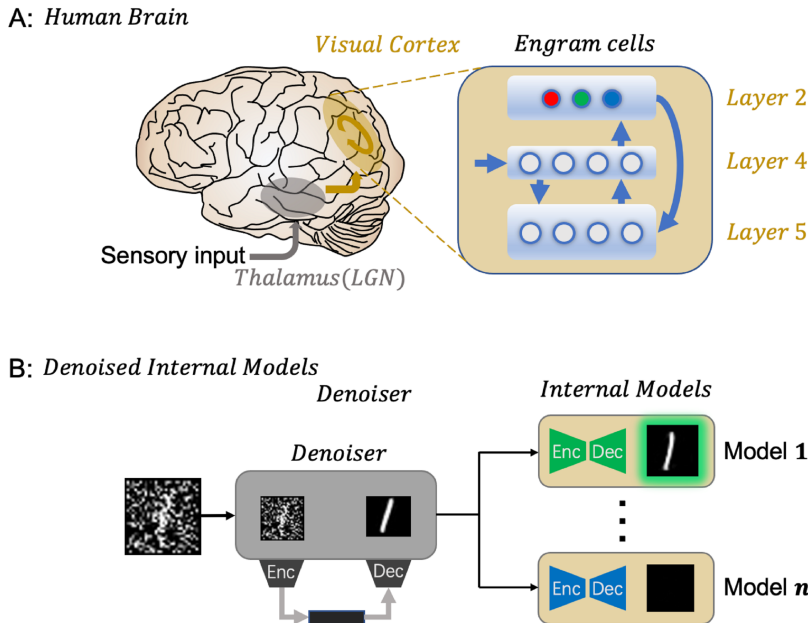 A: Human Brain
Visual Cortex
Engram cells
Layer 2
Layer 4
Layer 5
Sensory input
Thalamus(LGN)
B: Denoised Internal Models
Denoiser
Internal Models
Denoiser
Enc Dec
Model 1
Enc Dec
Enc Dec
Model n